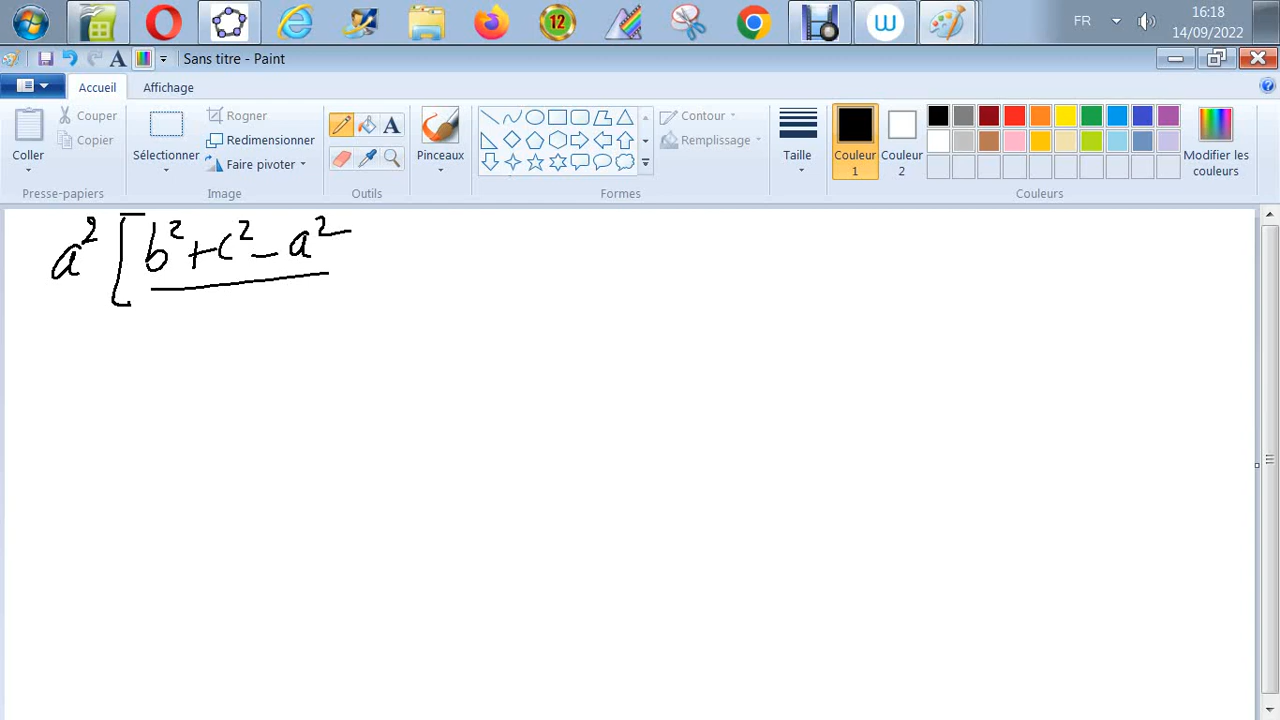 12
W
FR
16:18
14/09/2022
A
Sans titre - Paint
Accueil
Affichage
Coller
Couper
Copier
Presse-papiers
Sélectionner
Rogner
Redimensionner
Faire pivoter
Image
A
Outils
Pinceaux
Contour
Remplissage
Formes
Taille
Couleur 1
Couleur 2
Modifier les couleurs
Couleurs
a² [ b² + c² - a²